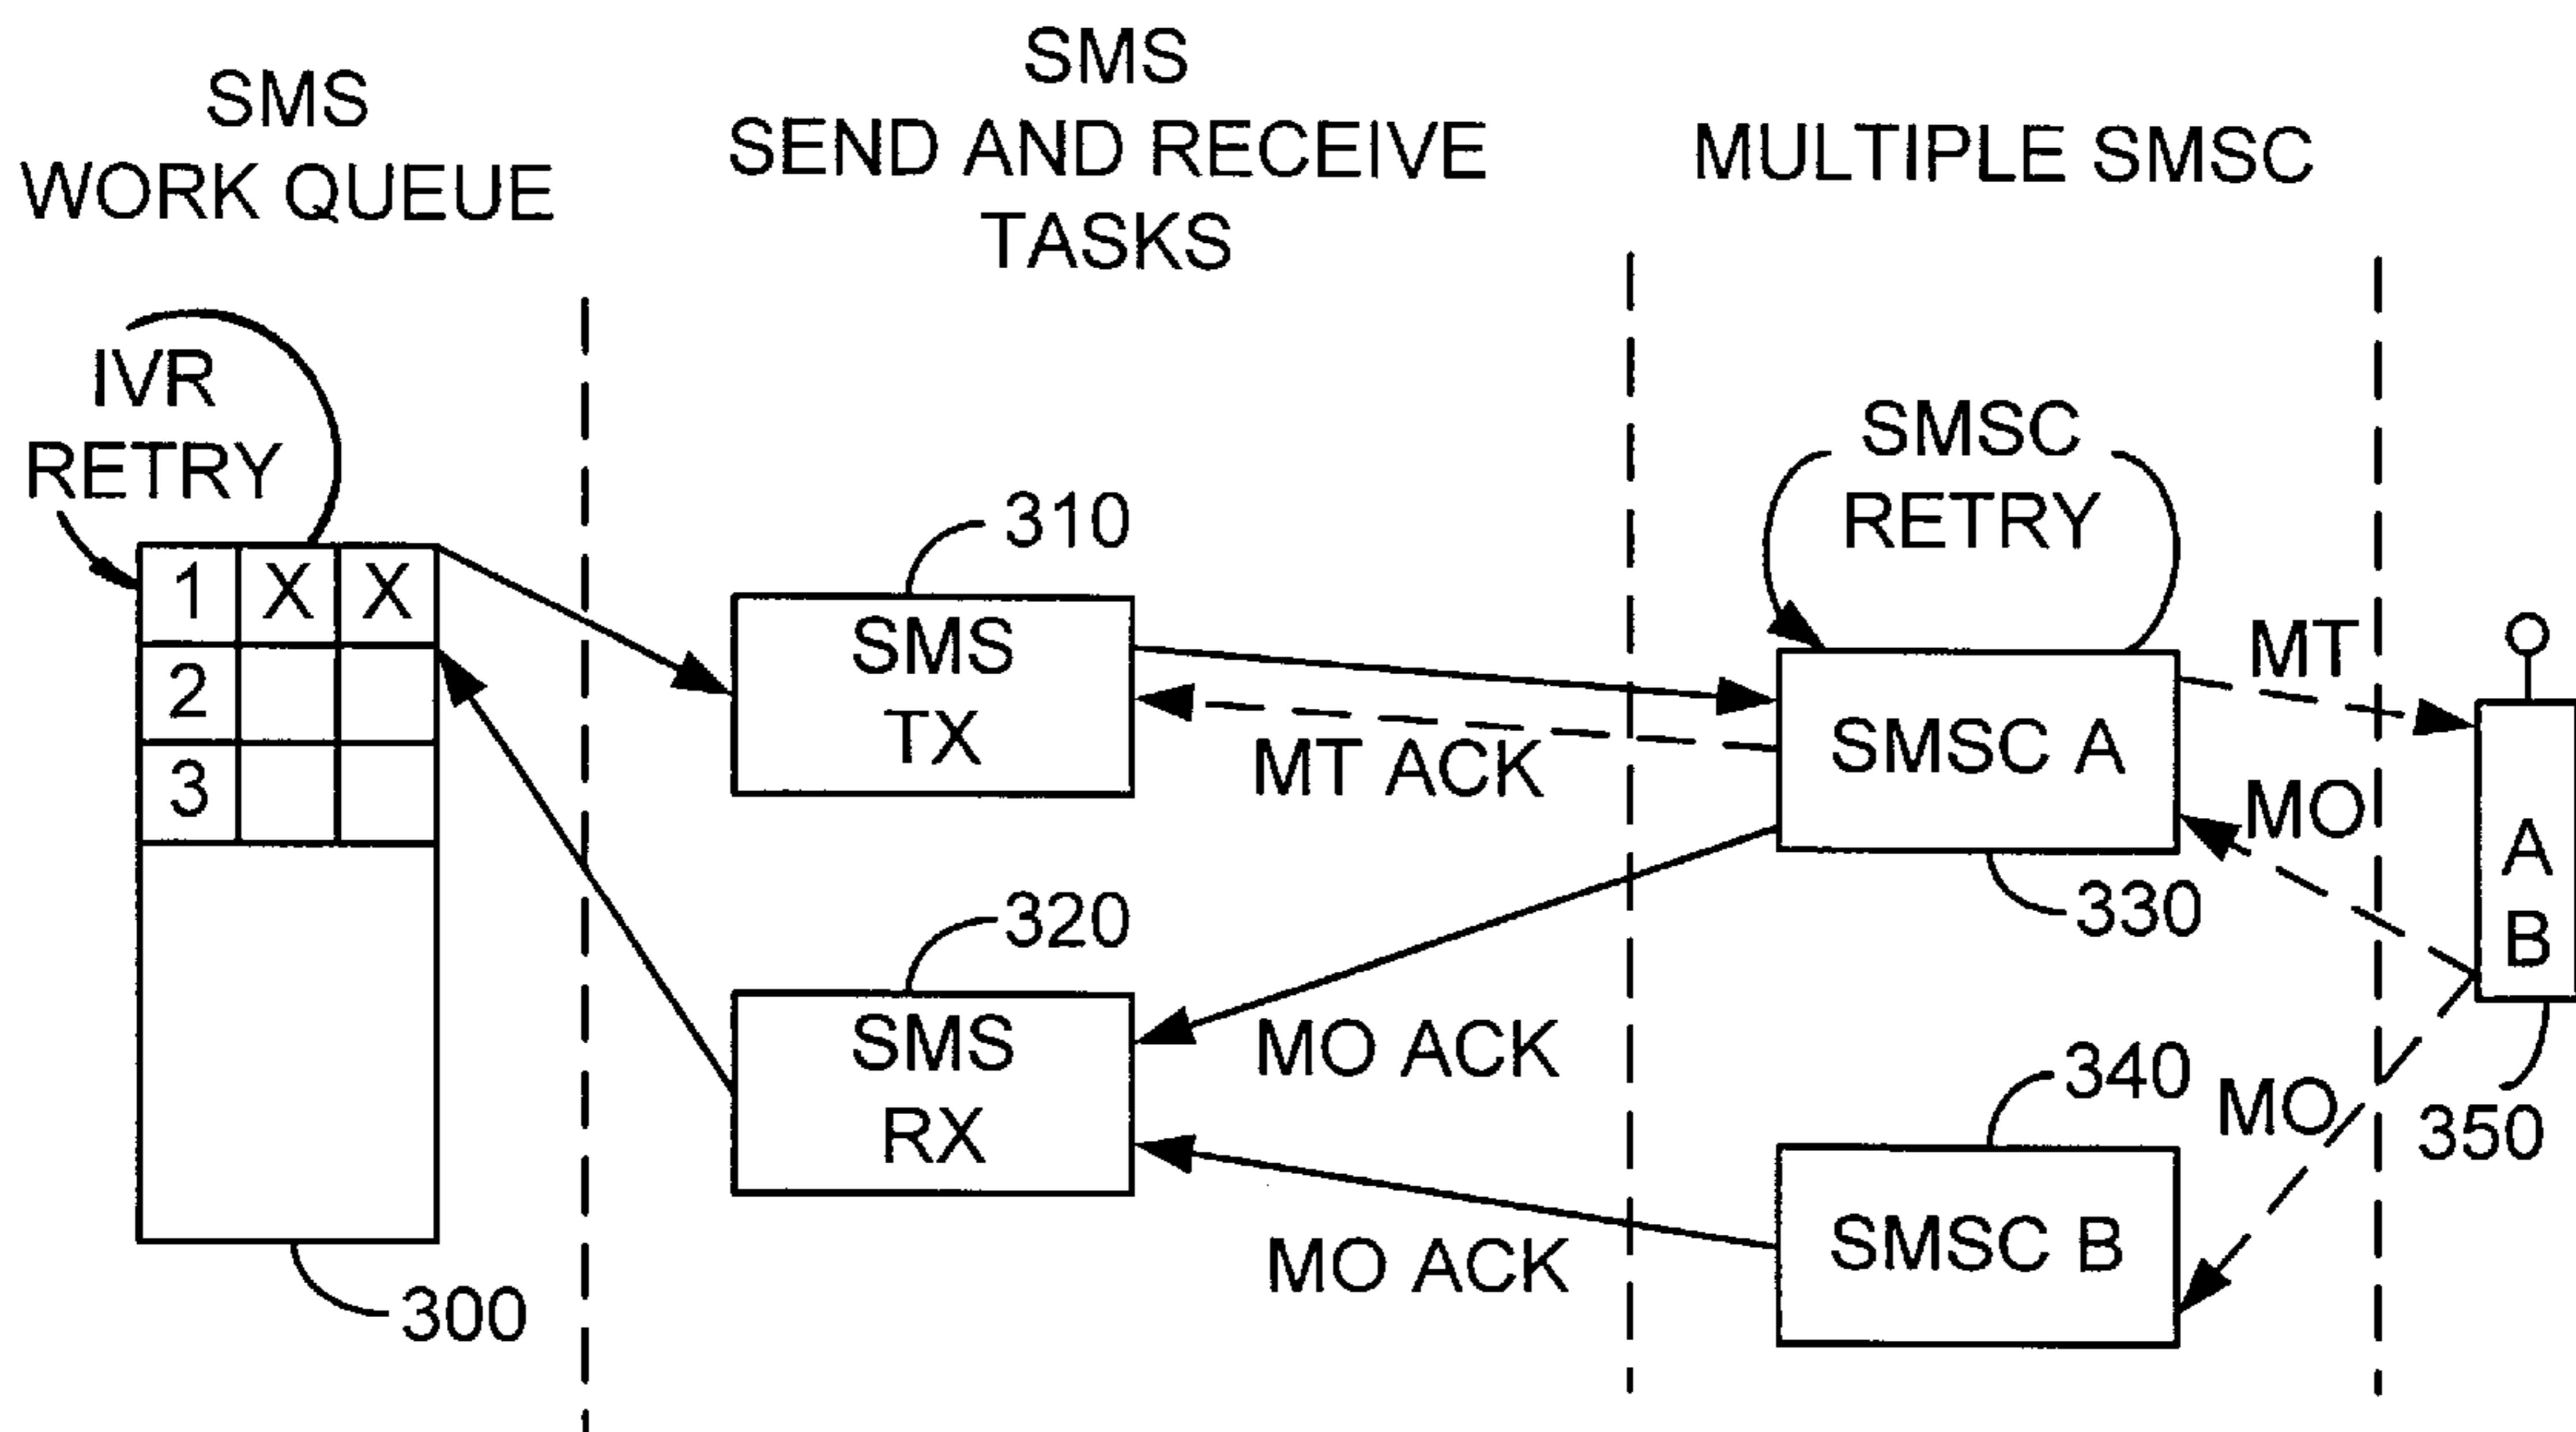 SMS
WORK QUEUE
SMS
SEND AND RECEIVE
TASKS
MULTIPLE SMSC
IVR
RETRY
1 X X
2
3
300
310
SMS
TX
320
SMS
RX
MT ACK
MO ACK
MO ACK
SMSC
RETRY
SMSC A
330
340
SMSC B
MT
MO
MO
A
B
350